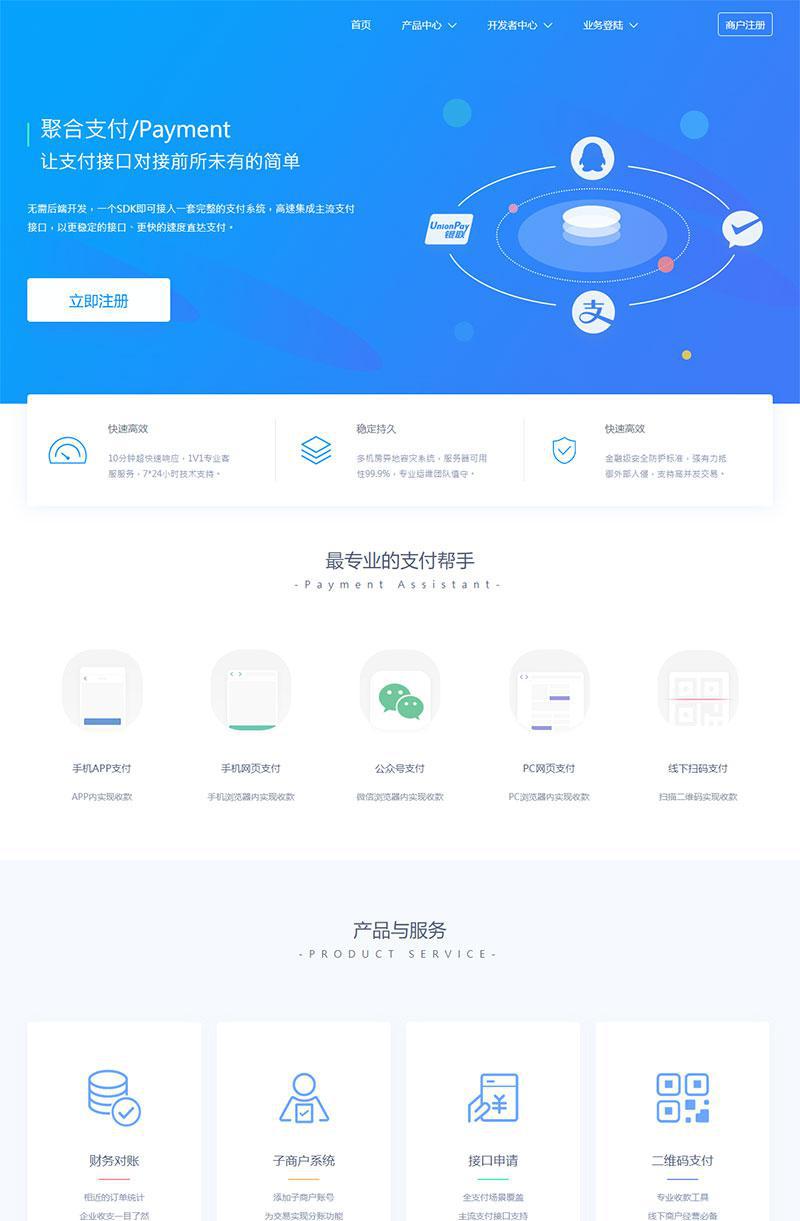 首页 产品中心 开发者中心 业务登陆 商户注册
聚合支付/Payment
让支付接口对接前所未有的简单
无需后端开发，一个SDK即可接入一套完整的支付系统，高速集成主流支付
接口，以更稳定的接口、更快的速度直达支付。
立即注册
UnionPay
银联
支
快速高效
10分钟超快速响应，1V1专业客
服服务，7*24小时技术支持。
稳定持久
多机房异地容灾系统，服务器可用
性99.9%，专业运维团队值守。
快速高效
金融级安全防护标准，强有力抵
御外部入侵，支持高并发交易。
最专业的支付帮手
-Payment Assistant-
手机APP支付 手机网页支付 公众号支付 PC网页支付 线下扫码支付
APP内实现收款 手机浏览器内实现收款 微信浏览器内实现收款 PC浏览器内实现收款 扫描二维码实现收款
产品与服务
-PRODUCT SERVICE-
财务对账
相近的订单统计
企业收支一目了然
子商户系统
添加子商户账号
为交易实现分账功能
接口申请
全支付场景覆盖
主流支付接口支持
二维码支付
专业收款工具
线下商户经营必备